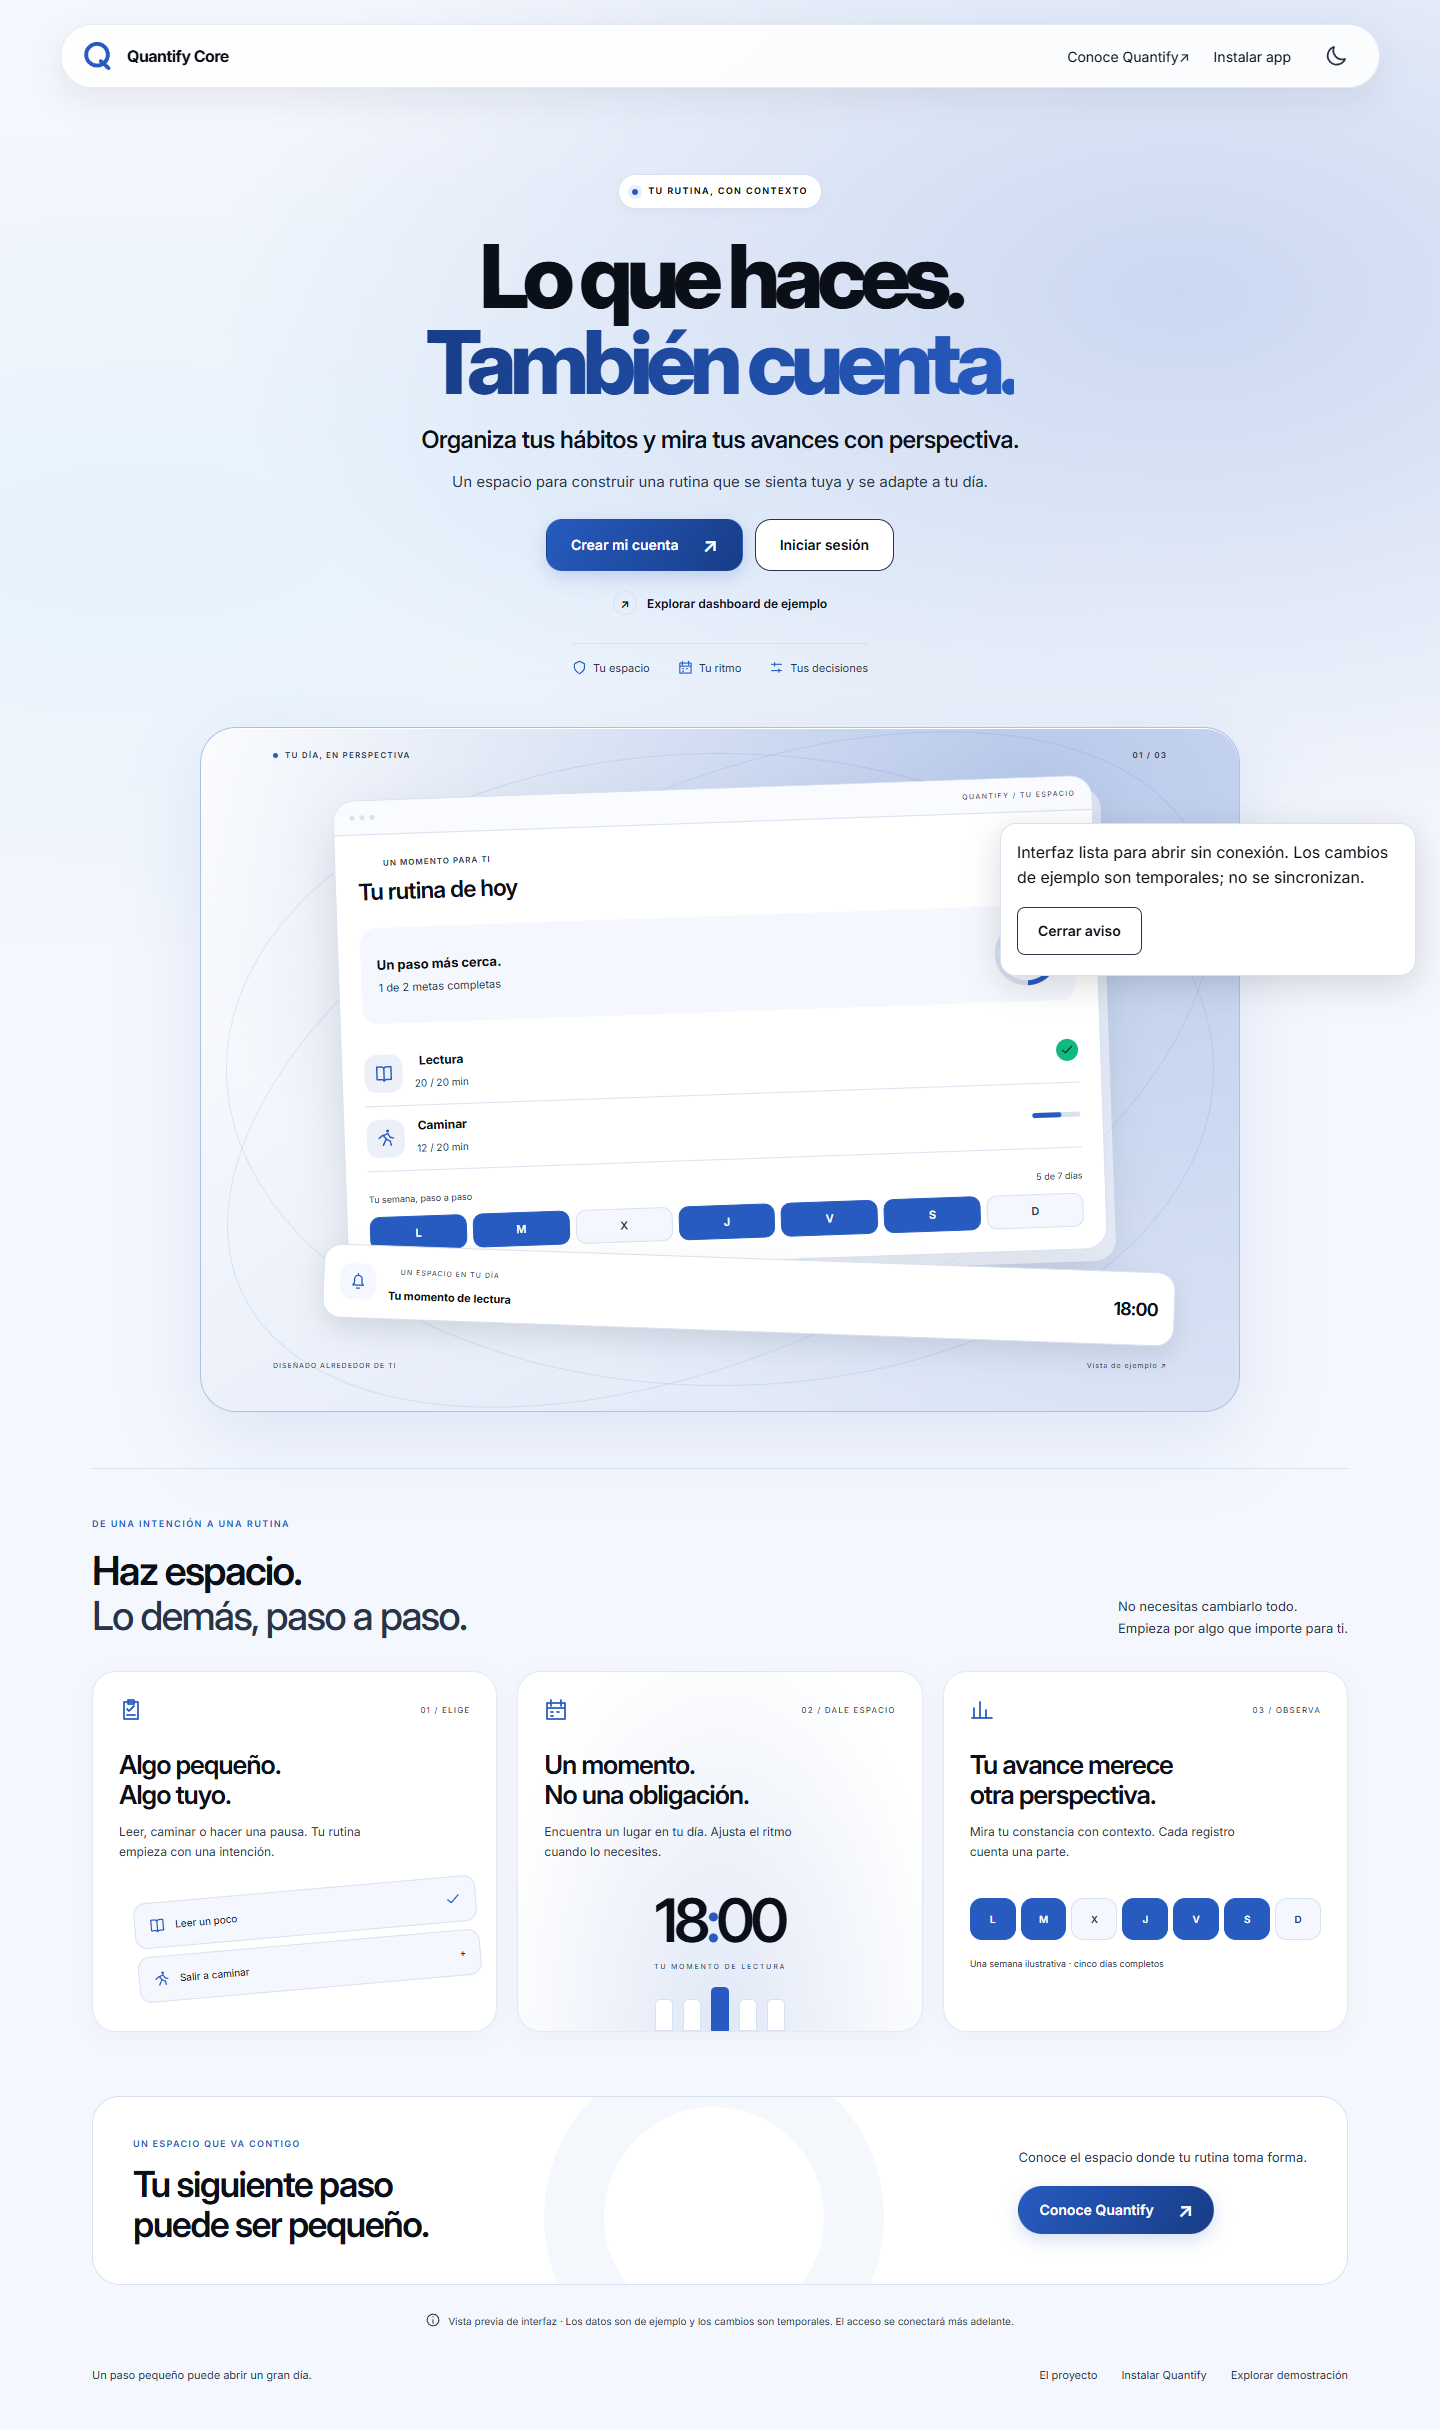 Quantify Core
Conoce Quantify↗
Instalar app
TU RUTINA, CON CONTEXTO
Lo que haces.
También cuenta.
Organiza tus hábitos y mira tus avances con perspectiva.
Un espacio para construir una rutina que se sienta tuya y se adapte a tu día.
Crear mi cuenta ↗
Iniciar sesión
↗ Explorar dashboard de ejemplo
Tu espacio
Tu ritmo
Tus decisiones
TU DÍA, EN PERSPECTIVA
01 / 03
QUANTIFY / TU ESPACIO
UN MOMENTO PARA TI
Tu rutina de hoy
Interfaz lista para abrir sin conexión. Los cambios
de ejemplo son temporales; no se sincronizan.
Cerrar aviso
Un paso más cerca.
1 de 2 metas completas
Lectura
20 / 20 min
Caminar
12 / 20 min
Tu semana, paso a paso
5 de 7 días
L M X J V S D
UN ESPACIO EN TU DÍA
Tu momento de lectura
18:00
DISEÑADO ALREDEDOR DE TI
Vista de ejemplo ↗
DE UNA INTENCIÓN A UNA RUTINA
Haz espacio.
Lo demás, paso a paso.
No necesitas cambiarlo todo.
Empieza por algo que importe para ti.
01 / ELIGE
Algo pequeño.
Algo tuyo.
Leer, caminar o hacer una pausa. Tu rutina
empieza con una intención.
Leer un poco
Salir a caminar +
02 / DALE ESPACIO
Un momento.
No una obligación.
Encuentra un lugar en tu día. Ajusta el ritmo
cuando lo necesites.
18:00
TU MOMENTO DE LECTURA
03 / OBSERVA
Tu avance merece
otra perspectiva.
Mira tu constancia con contexto. Cada registro
cuenta una parte.
L M X J V S D
Una semana ilustrativa · cinco días completos
UN ESPACIO QUE VA CONTIGO
Tu siguiente paso
puede ser pequeño.
Conoce el espacio donde tu rutina toma forma.
Conoce Quantify ↗
Vista previa de interfaz · Los datos son de ejemplo y los cambios son temporales. El acceso se conectará más adelante.
Un paso pequeño puede abrir un gran día.
El proyecto
Instalar Quantify
Explorar demostración